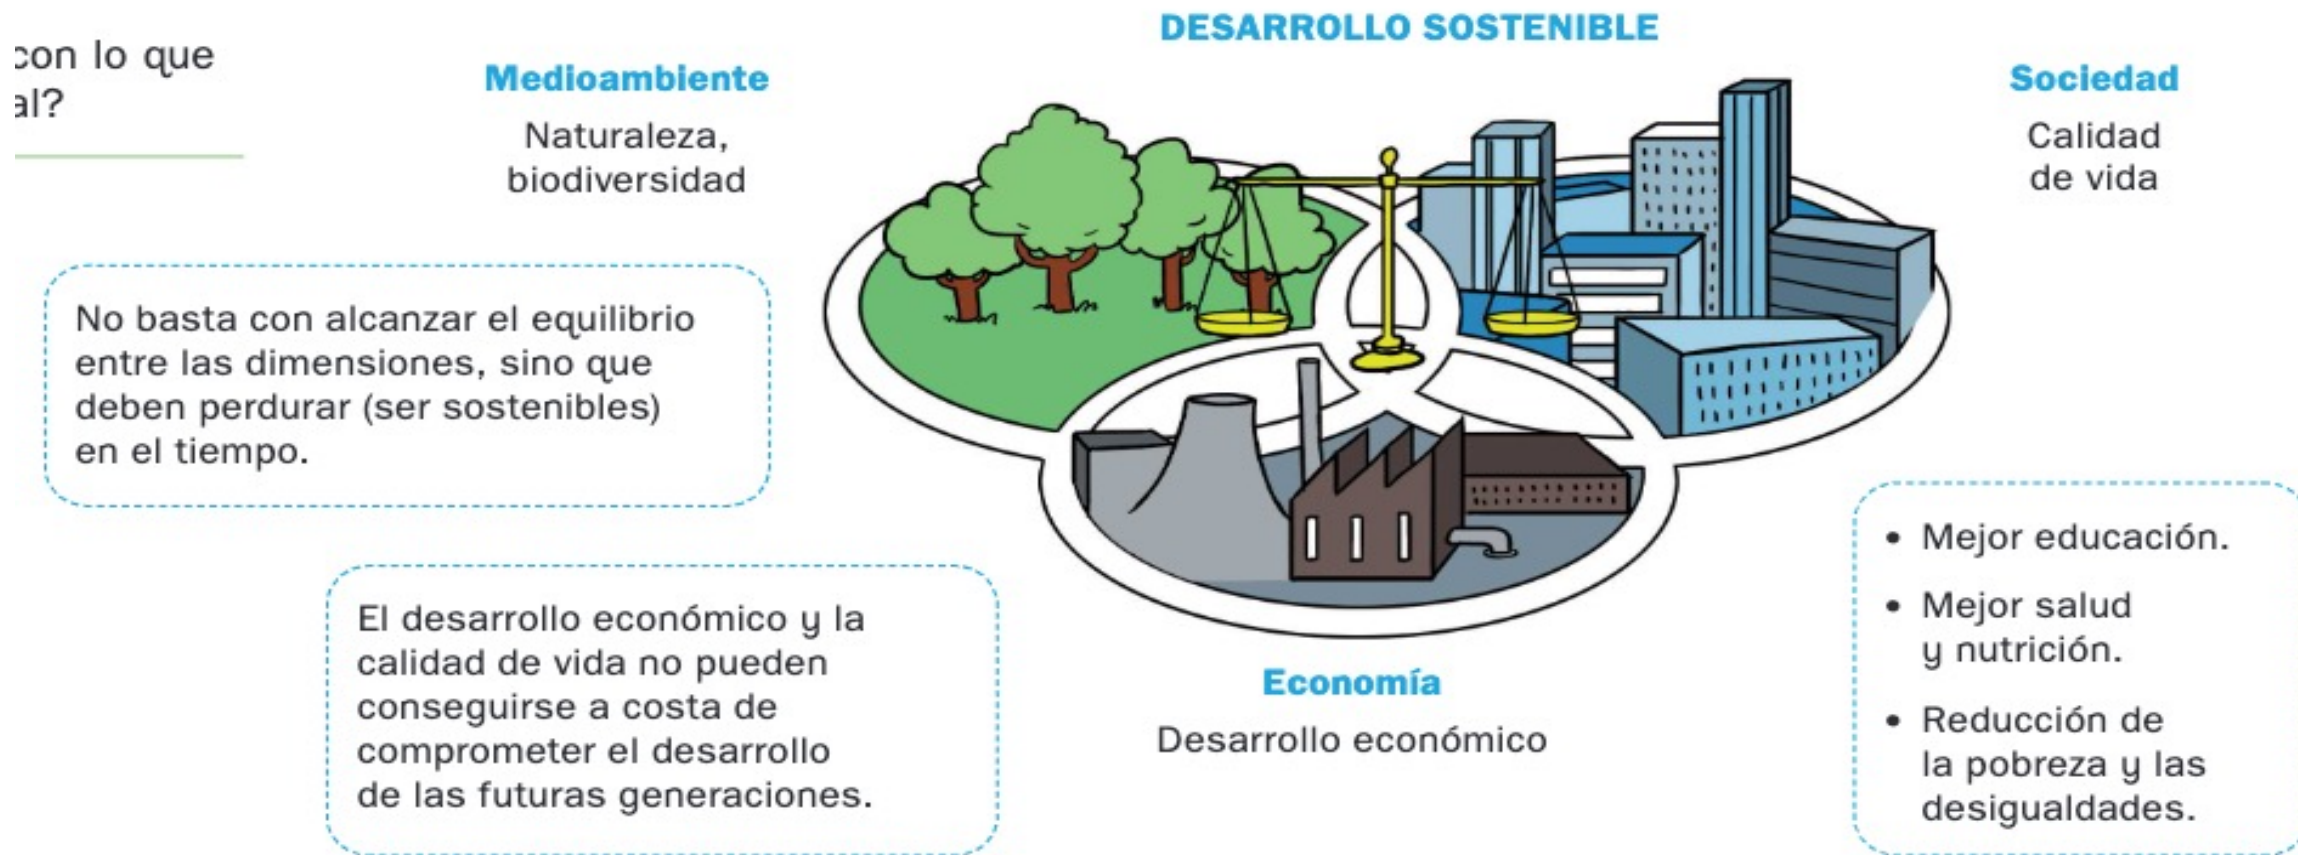 con lo que
al?
DESARROLLO SOSTENIBLE
Medioambiente
Naturaleza,
biodiversidad
Sociedad
Calidad
de vida
No basta con alcanzar el equilibrio
entre las dimensiones, sino que
deben perdurar (ser sostenibles)
en el tiempo.
El desarrollo económico y la
calidad de vida no pueden
conseguirse a costa de
comprometer el desarrollo
de las futuras generaciones.
Economía
Desarrollo económico
• Mejor educación.
• Mejor salud
y nutrición.
• Reducción de
la pobreza y las
desigualdades.